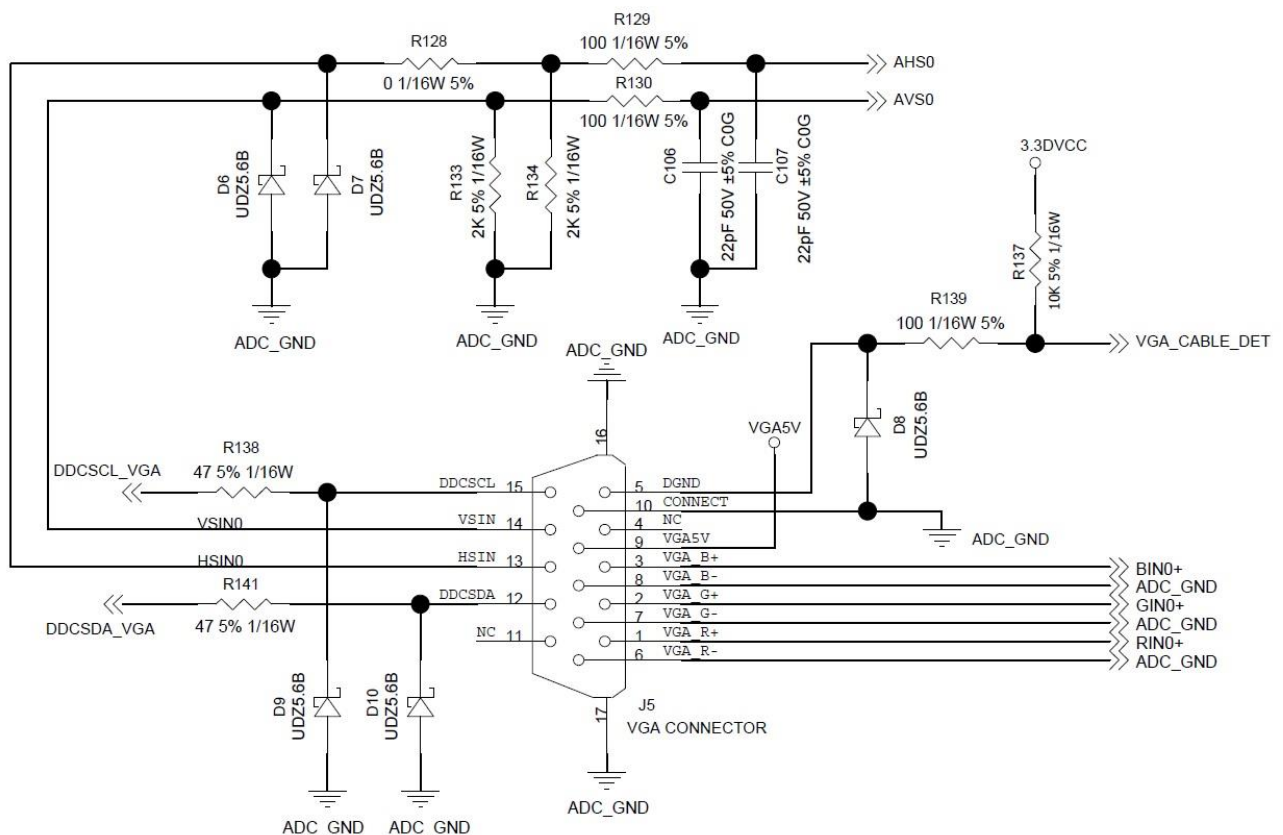 R129
100 1/16W 5%
R128
0 1/16W 5%
AHS0
R130
100 1/16W 5%
AVS0
D6
UDZ5.6B
D7
UDZ5.6B
R133
2K 5% 1/16W
R134
2K 5% 1/16W
C106
22pF 50V ±5% C0G
C107
22pF 50V ±5% C0G
3.3DVCC
R137
10K 5% 1/16W
ADC_GND
ADC_GND
ADC_GND
R139
100 1/16W 5%
VGA_CABLE_DET
ADC_GND
16
VGA5V
D8
UDZ5.6B
R138
47 5% 1/16W
DDCSCL_VGA
DDCSCL 15
5 DGND
10 CONNECT
VSIN0
VSIN 14
4 NC
9 VGA5V
ADC_GND
HSIN0
HSIN 13
3 VGA_B+
BIN0+
8 VGA_B-
ADC_GND
R141
47 5% 1/16W
DDCSDA_VGA
DDCSDA 12
2 VGA_G+
GIN0+
7 VGA_G-
ADC_GND
NC 11
1 VGA_R+
RIN0+
6 VGA_R-
ADC_GND
D9
UDZ5.6B
D10
UDZ5.6B
17
J5
VGA CONNECTOR
ADC_GND
ADC_GND
ADC_GND